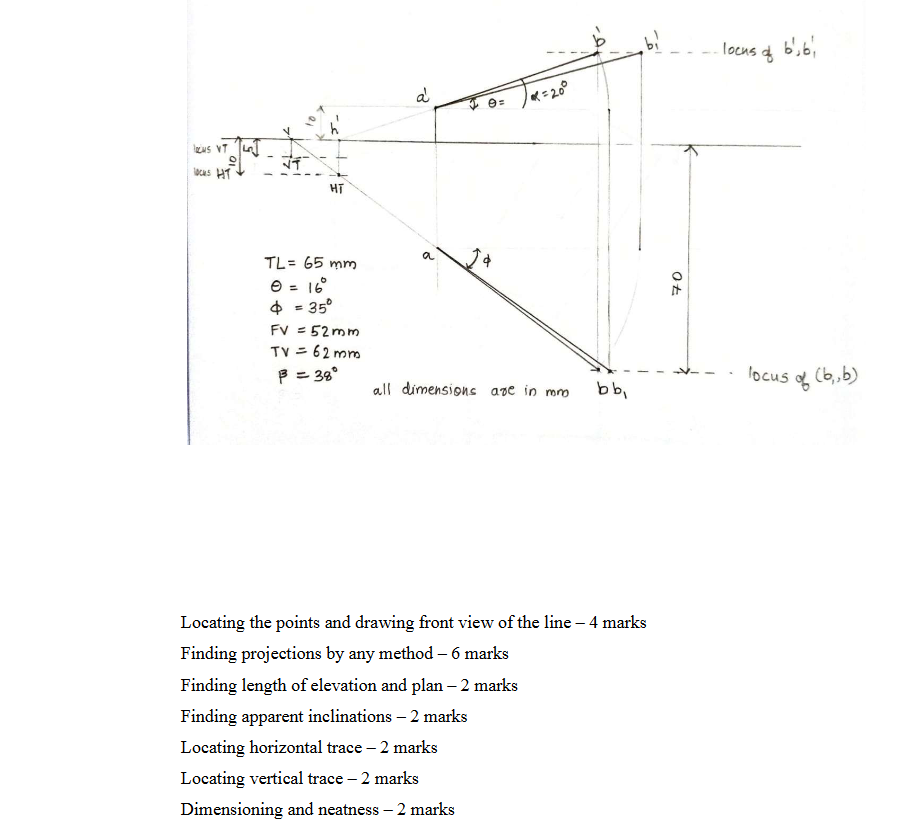 b' b'₁ locus of b', b'₁
a' θ= α=20°
10 h'
v
locus VT 5
10 VT
locus HT
HT
a φ
TL = 65 mm
θ = 16°
φ = 35°
70
FV = 52mm
TV = 62 mm
β = 38°
locus of (b₁,b)
all dimensions are in mm b b₁
Locating the points and drawing front view of the line – 4 marks
Finding projections by any method – 6 marks
Finding length of elevation and plan – 2 marks
Finding apparent inclinations – 2 marks
Locating horizontal trace – 2 marks
Locating vertical trace – 2 marks
Dimensioning and neatness – 2 marks